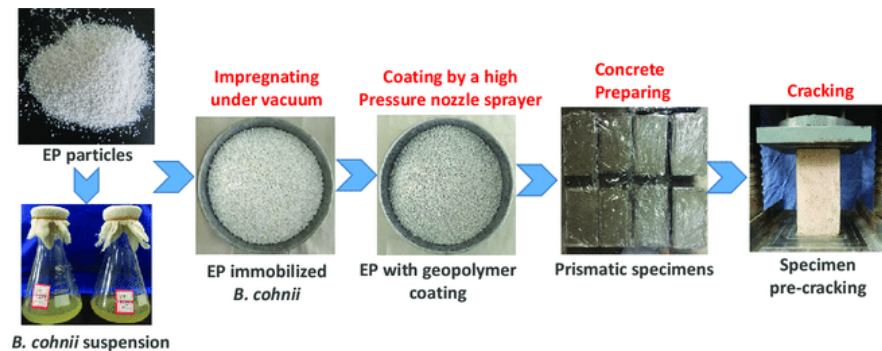 EP particles
B. cohnii suspension
Impregnating
under vacuum
EP immobilized
B. cohnii
Coating by a high
Pressure nozzle sprayer
EP with geopolymer
coating
Concrete
Preparing
Prismatic specimens
Cracking
Specimen
pre-cracking